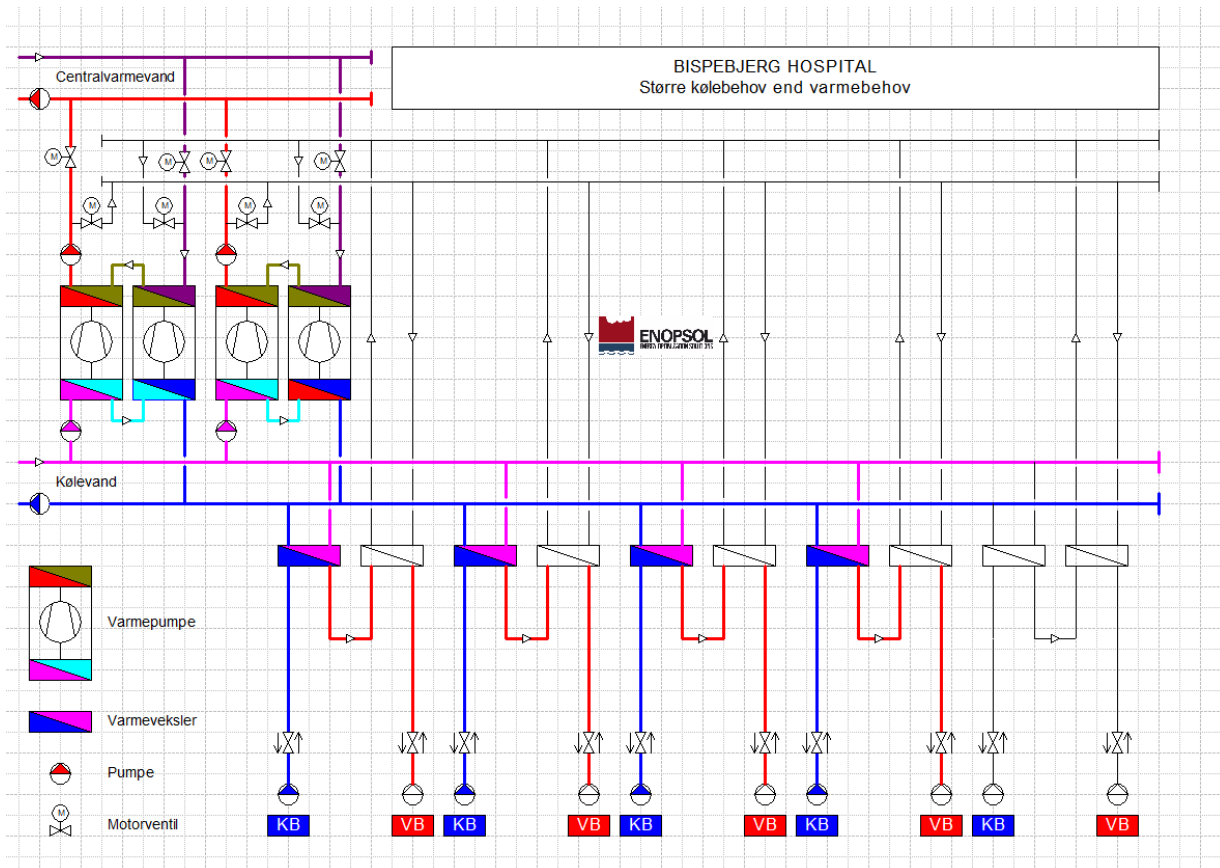 BISPEBJERG HOSPITAL
Større kølebehov end varmebehov
Centralvarmevand
M
M
M
M
M
M
M
M
ENOPSOL
Kølevand
Varmepumpe
Varmeveksler
Pumpe
M
Motorventil
KB
VB
KB
VB
KB
VB
KB
VB
KB
VB